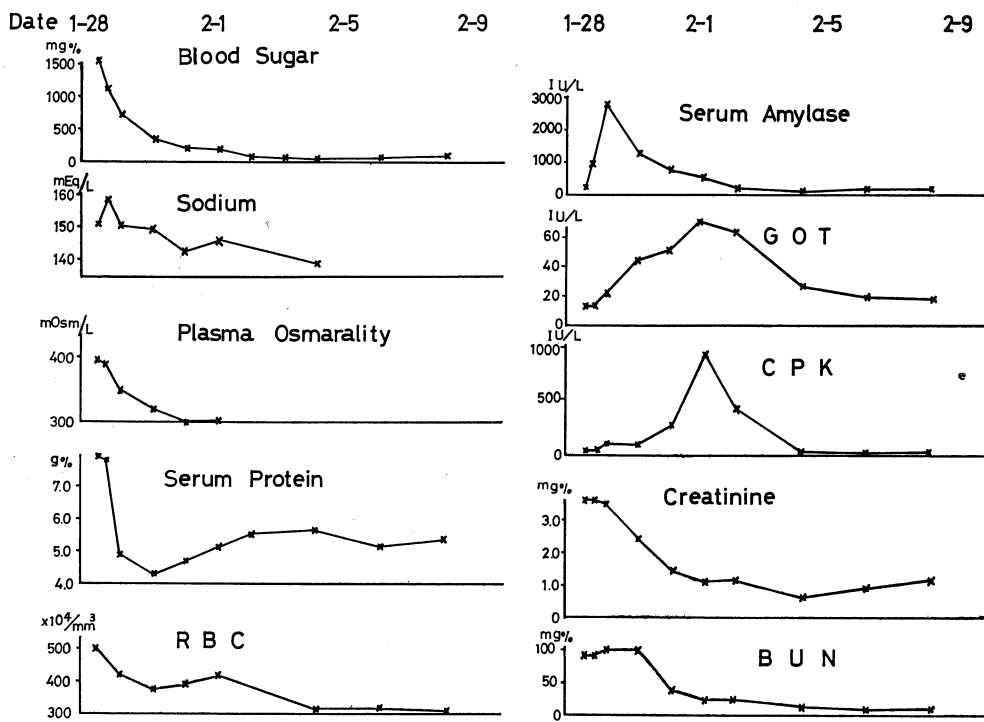 Date 1-28 2-1 2-5 2-9
mg%
Blood Sugar
1500
1000
500
0
mEq/L
Sodium
160
150
140
mOsm/L
Plasma Osmarality
400
300
g%
Serum Protein
7.0
6.0
5.0
4.0
x10⁴/mm³
RBC
500
400
300
1-28 2-1 2-5 2-9
IU/L
Serum Amylase
3000
2000
1000
0
IU/L
GOT
60
40
20
0
IU/L
CPK
1000
500
0
e
mg%
Creatinine
3.0
2.0
1.0
0
mg%
BUN
100
50
0